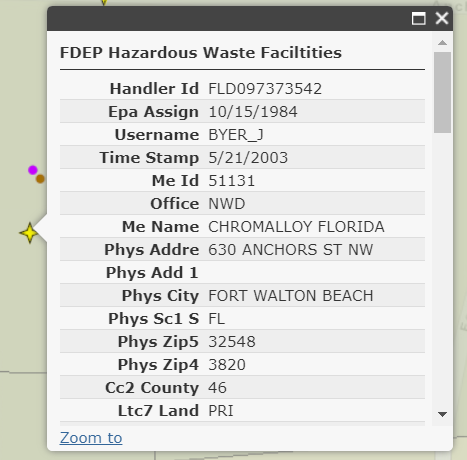 FDEP Hazardous Waste Faciltities
Handler Id FLD097373542
Epa Assign 10/15/1984
Username BYER_J
Time Stamp 5/21/2003
Me Id 51131
Office NWD
Me Name CHROMALLOY FLORIDA
Phys Addre 630 ANCHORS ST NW
Phys Add 1
Phys City FORT WALTON BEACH
Phys Sc1 S FL
Phys Zip5 32548
Phys Zip4 3820
Cc2 County 46
Ltc7 Land PRI
Zoom to